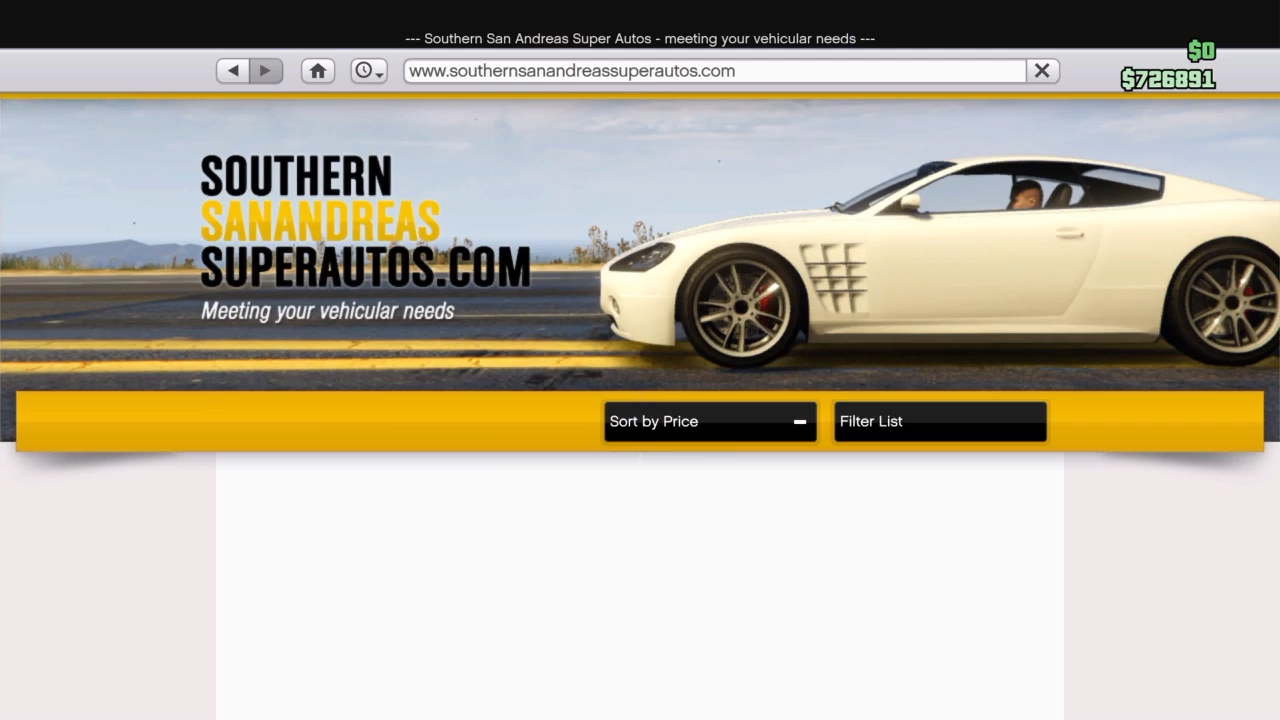 --- Southern San Andreas Super Autos - meeting your vehicular needs ---
$0
www.southernsanandreassuperautos.com
$726891
SOUTHERN
SANANDREAS
SUPERAUTOS.COM
Meeting your vehicular needs
Sort by Price
Filter List